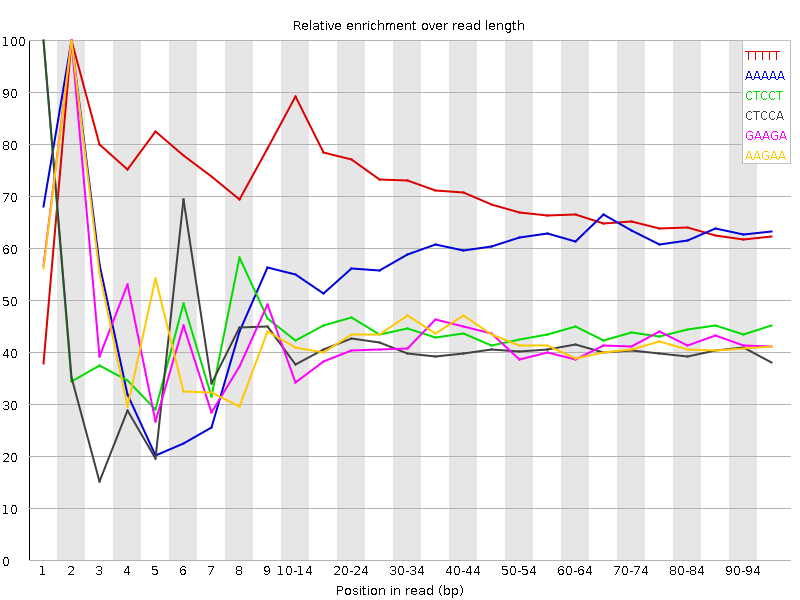 Relative enrichment over read length
100
90
80
70
60
50
40
30
20
10
0
TTTTT
AAAAA
CTCCT
CTCCA
GAAGA
AAGAA
1 2 3 4 5 6 7 8 9 10-14 20-24 30-34 40-44 50-54 60-64 70-74 80-84 90-94
Position in read (bp)